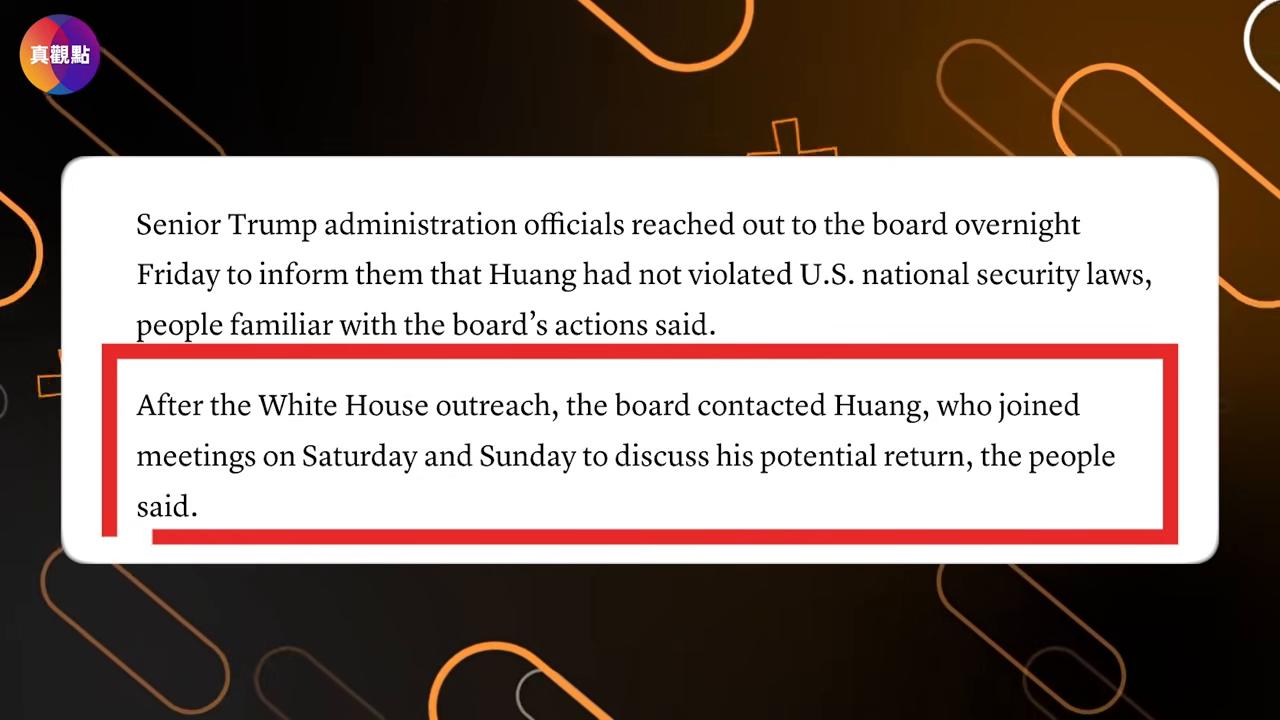 真觀點
Senior Trump administration officials reached out to the board overnight
Friday to inform them that Huang had not violated U.S. national security laws,
people familiar with the board’s actions said.
After the White House outreach, the board contacted Huang, who joined
meetings on Saturday and Sunday to discuss his potential return, the people
said.